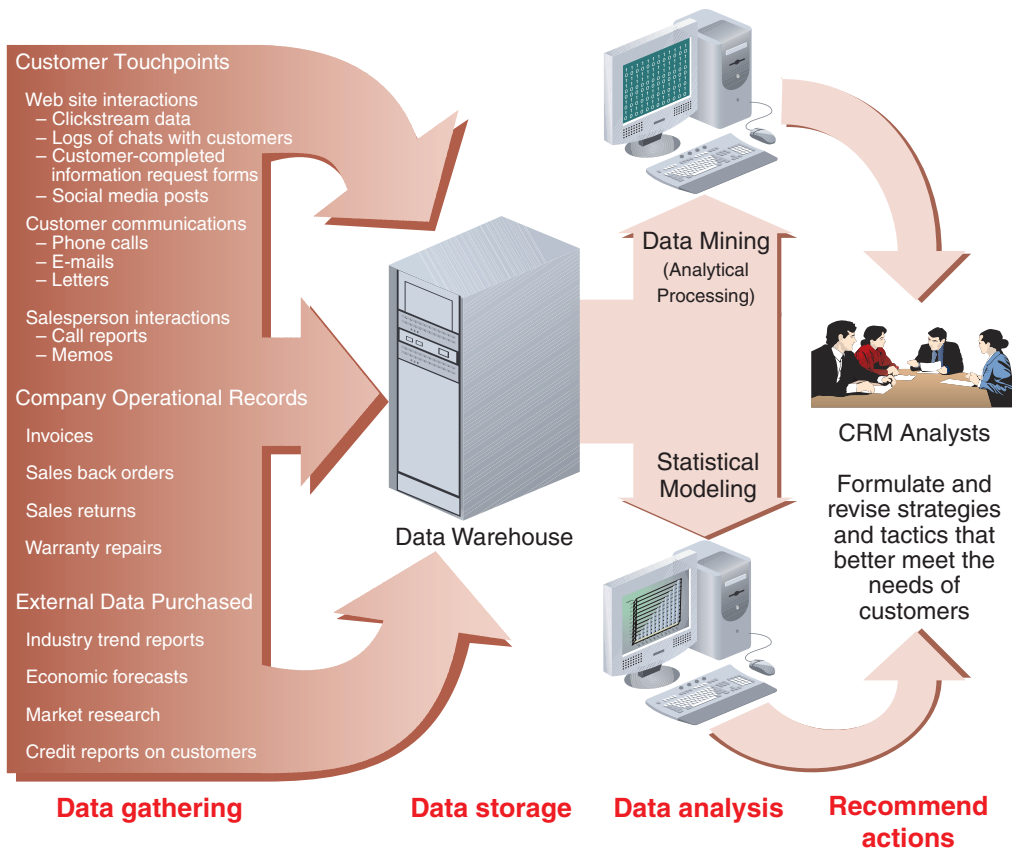 Customer Touchpoints
Web site interactions
– Clickstream data
– Logs of chats with customers
– Customer-completed
information request forms
– Social media posts
Customer communications
– Phone calls
– E-mails
– Letters
Salesperson interactions
– Call reports
– Memos
Company Operational Records
Invoices
Sales back orders
Sales returns
Warranty repairs
External Data Purchased
Industry trend reports
Economic forecasts
Market research
Credit reports on customers
Data gathering
Data Warehouse
Data storage
Data Mining
(Analytical
Processing)
Statistical
Modeling
Data analysis
CRM Analysts
Formulate and
revise strategies
and tactics that
better meet the
needs of
customers
Recommend
actions